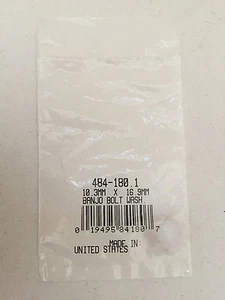 484-180.1
10.3MM X 16.9MM
BANJO BOLT WASH
0 19495 84180 7
MADE IN:
UNITED STATES